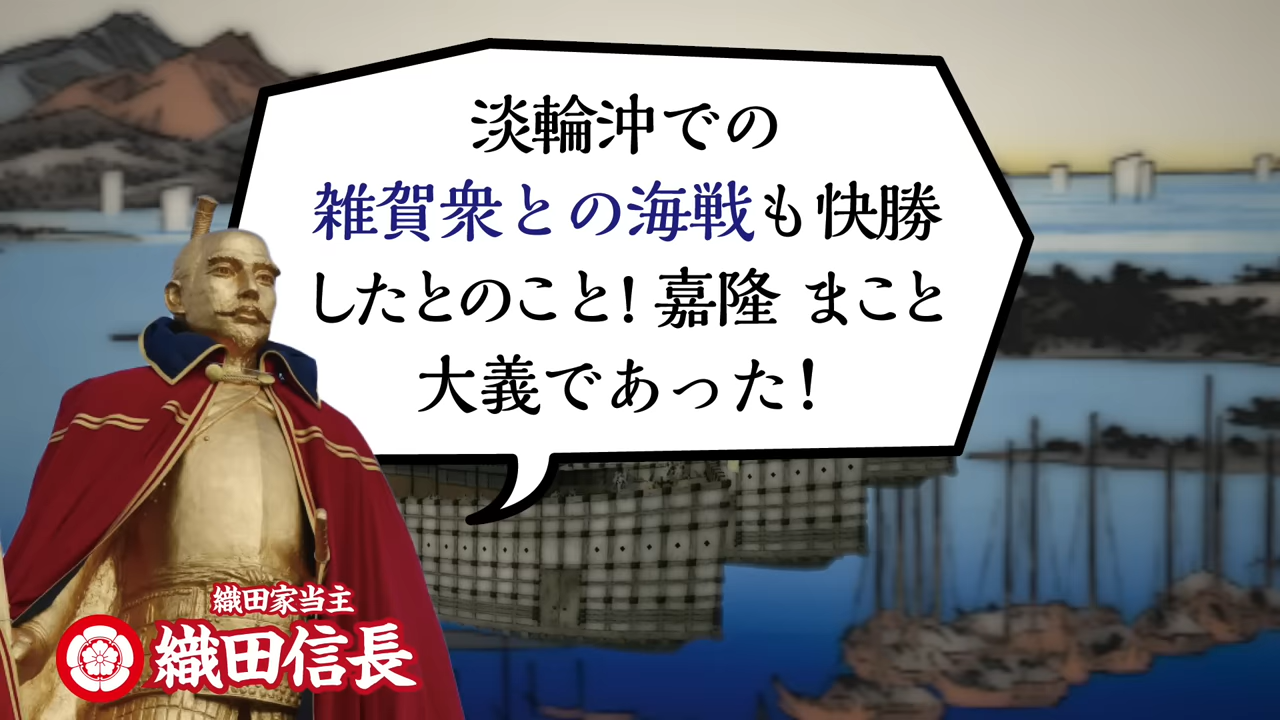 淡輪沖での
雑賀衆との海戦も快勝
したとのこと！嘉隆 まこと
大義であった！
織田家当主
織田信長